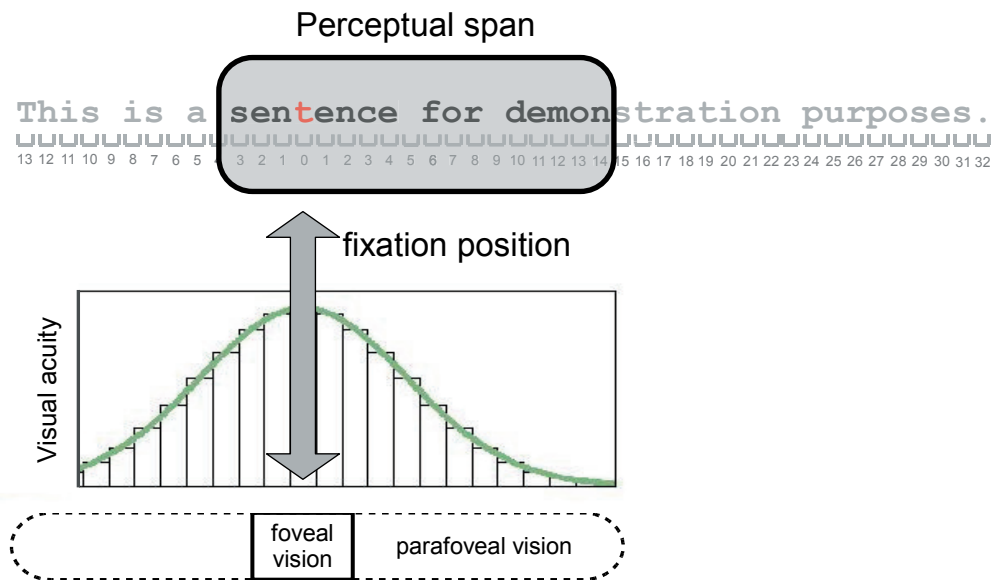 Perceptual span
This is a sentence for demonstration purposes.
13 12 11 10 9 8 7 6 5 4 3 2 1 0 1 2 3 4 5 6 7 8 9 10 11 12 13 14 15 16 17 18 19 20 21 22 23 24 25 26 27 28 29 30 31 32
fixation position
Visual acuity
foveal
vision
parafoveal vision